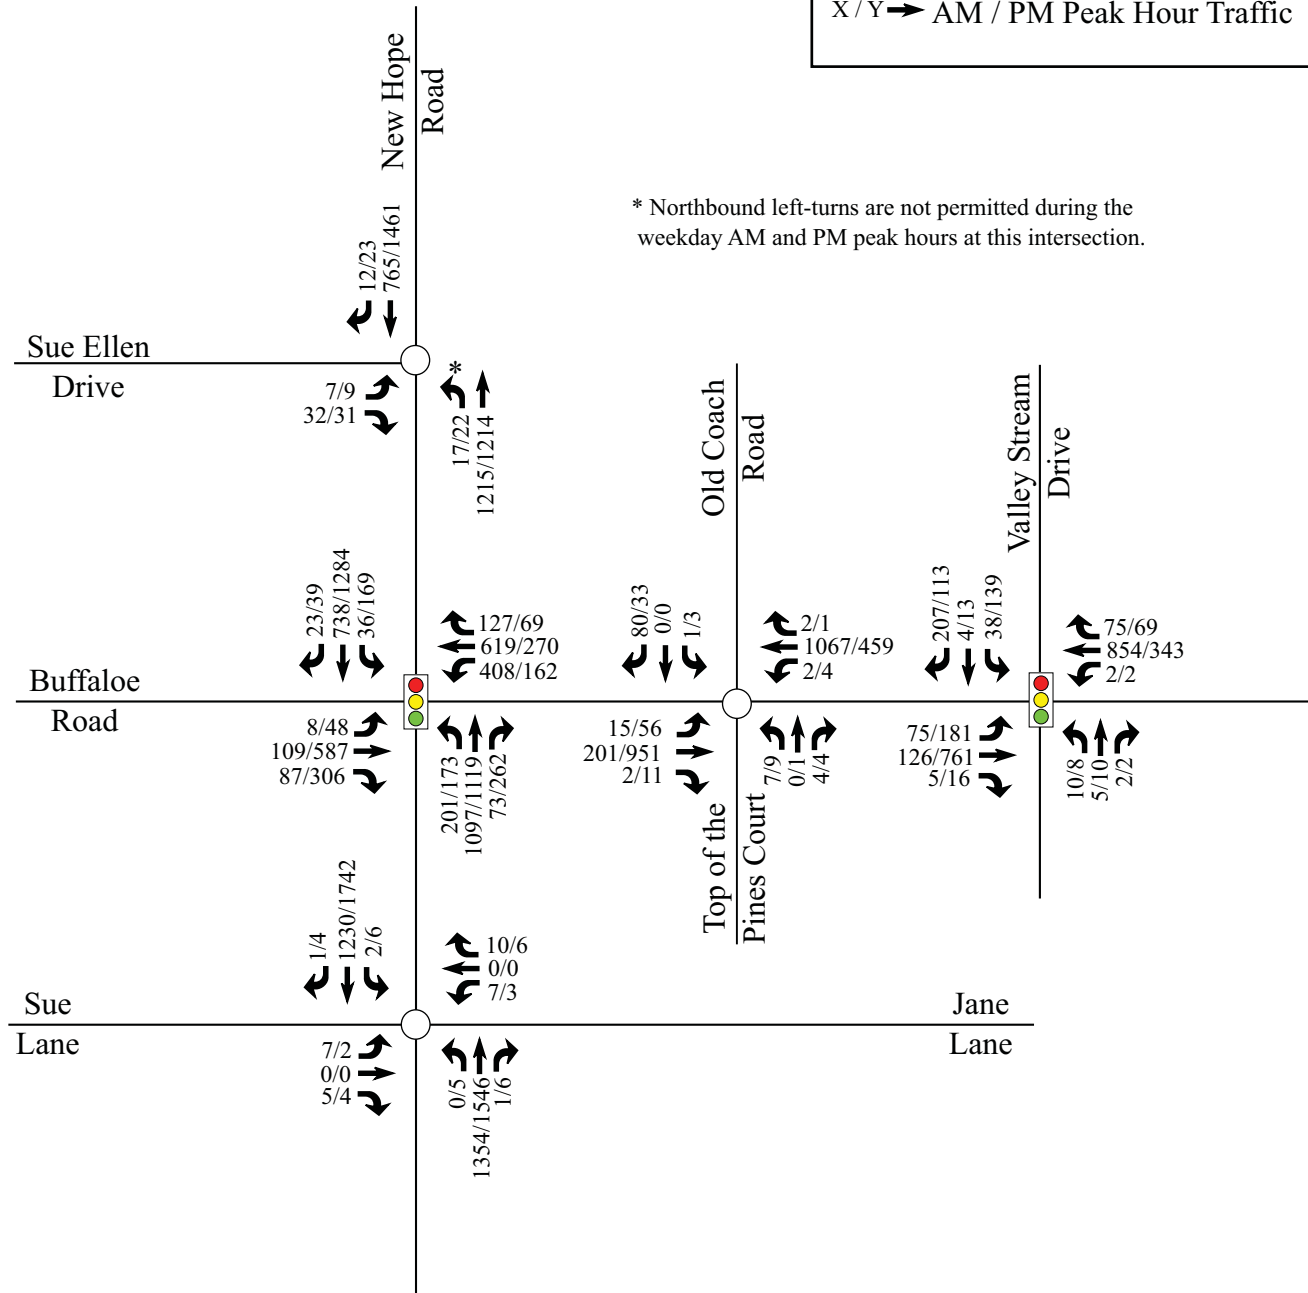 X / Y AM / PM Peak Hour Traffic
New Hope
Road
* Northbound left-turns are not permitted during the
weekday AM and PM peak hours at this intersection.
12/23
765/1461
Sue Ellen
Drive
7/9
32/31
*
17/22
1215/1214
Old Coach
Road
Valley Stream
Drive
23/39
738/1284
36/169
127/69
619/270
408/162
80/33
0/0
1/3
2/1
1067/459
2/4
207/113
4/13
38/139
75/69
854/343
2/2
Buffaloe
Road
8/48
109/587
87/306
201/173
1097/1119
73/262
15/56
201/951
2/11
7/9
0/1
4/4
75/181
126/761
5/16
10/8
5/10
2/2
Top of the
Pines Court
1/4
1230/1742
2/6
10/6
0/0
7/3
Sue
Lane
Jane
Lane
7/2
0/0
5/4
0/5
1354/1546
1/6